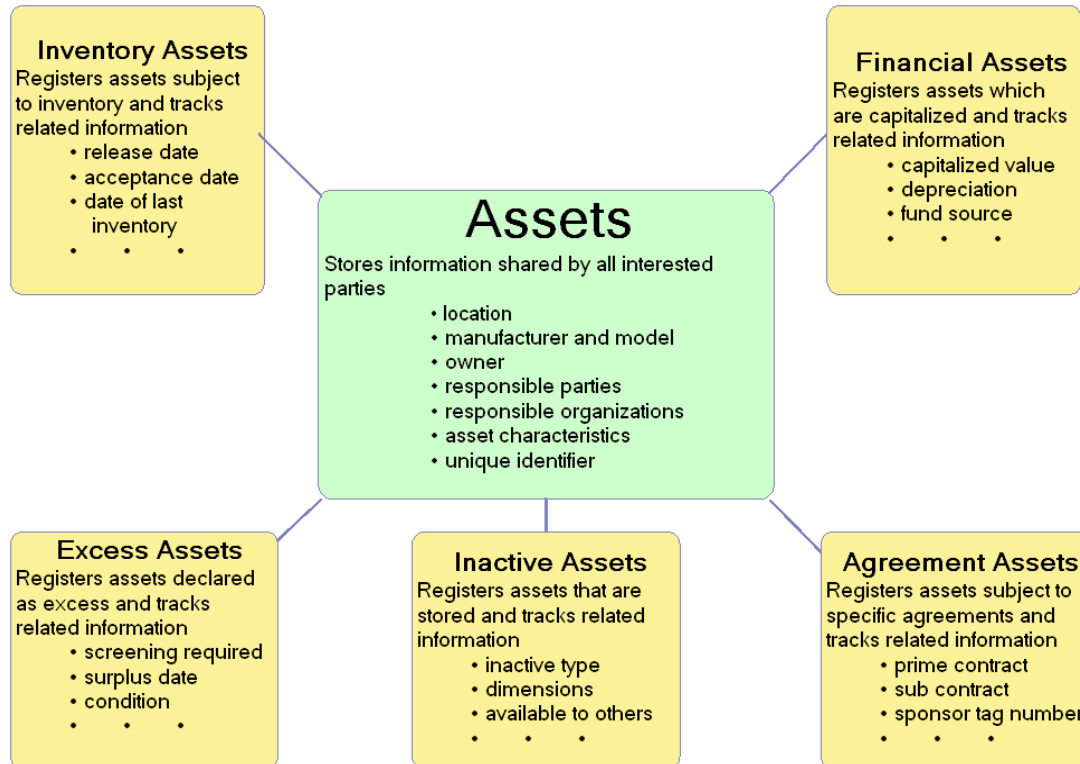 Inventory Assets
Registers assets subject
to inventory and tracks
related information
• release date
• acceptance date
• date of last
inventory
• • •
Financial Assets
Registers assets which
are capitalized and tracks
related information
• capitalized value
• depreciation
• fund source
• • •
Assets
Stores information shared by all interested
parties
• location
• manufacturer and model
• owner
• responsible parties
• responsible organizations
• asset characteristics
• unique identifier
Excess Assets
Registers assets declared
as excess and tracks
related information
• screening required
• surplus date
• condition
• • •
Inactive Assets
Registers assets that are
stored and tracks related
information
• inactive type
• dimensions
• available to others
• • •
Agreement Assets
Registers assets subject to
specific agreements and
tracks related information
• prime contract
• sub contract
• sponsor tag number
• • •